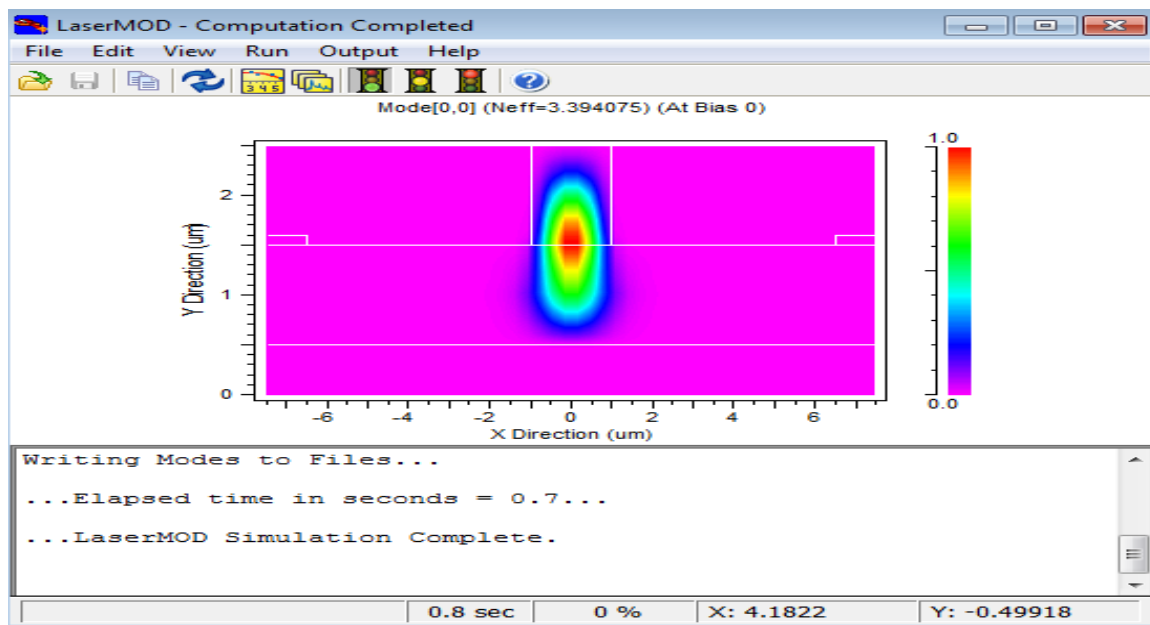 LaserMOD - Computation Completed
File Edit View Run Output Help
3 4 5
Mode[0,0] (Neff=3.394075) (At Bias 0)
1.0
2
1
0
Y Direction (um)
0.0
-6 -4 -2 0 2 4 6
X Direction (um)
Writing Modes to Files...
...Elapsed time in seconds = 0.7...
...LaserMOD Simulation Complete.
0.8 sec 0 % X: 4.1822 Y: -0.49918